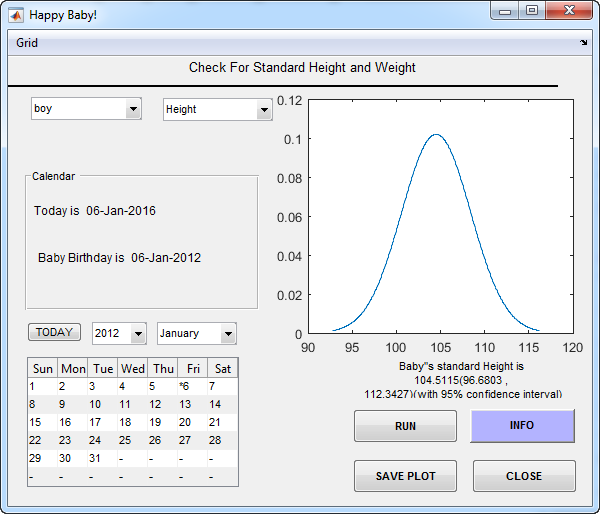 Happy Baby!
Grid
Check For Standard Height and Weight
boy
Height
Calendar
Today is 06-Jan-2016
Baby Birthday is 06-Jan-2012
TODAY
2012
January
Sun Mon Tue Wed Thu Fri Sat
1 2 3 4 5 *6 7
8 9 10 11 12 13 14
15 16 17 18 19 20 21
22 23 24 25 26 27 28
29 30 31 - - - -
- - - - - - -
0.12
0.1
0.08
0.06
0.04
0.02
0
90 95 100 105 110 115 120
Baby"s standard Height is
104.5115(96.6803 ,
112.3427)(with 95% confidence interval)
RUN
INFO
SAVE PLOT
CLOSE